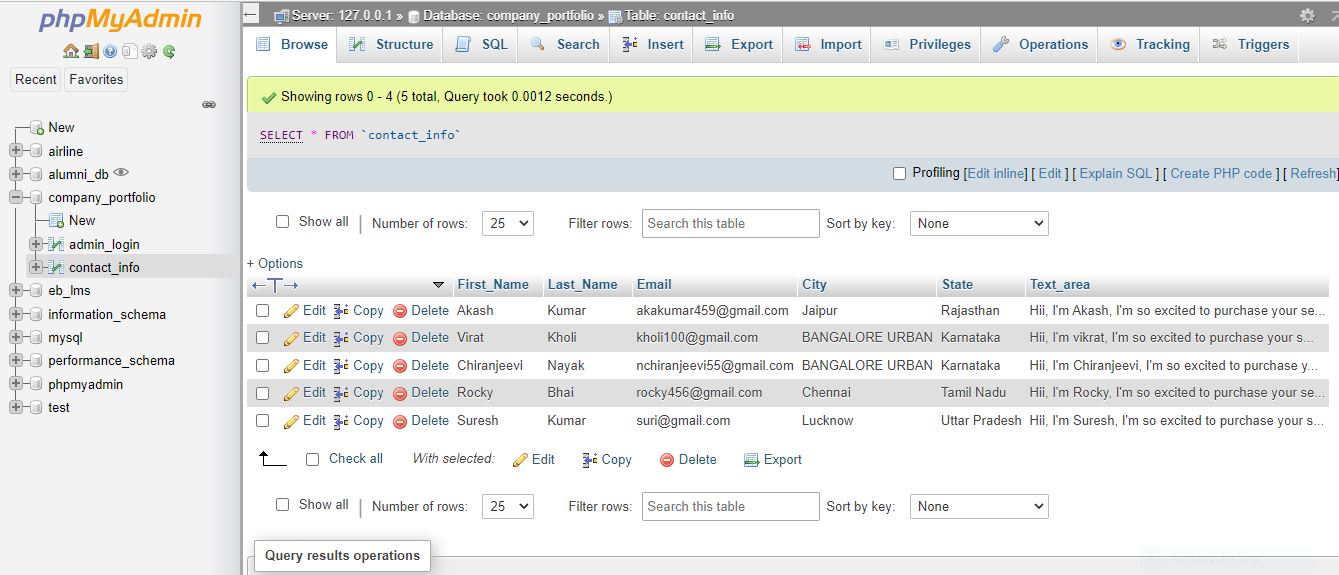 phpMyAdmin
Recent Favorites
New
airline
alumni_db
company_portfolio
New
admin_login
contact_info
eb_lms
information_schema
mysql
performance_schema
phpmyadmin
test
Server: 127.0.0.1 » Database: company_portfolio » Table: contact_info
Browse Structure SQL Search Insert Export Import Privileges Operations Tracking Triggers
Showing rows 0 - 4 (5 total, Query took 0.0012 seconds.)
SELECT * FROM `contact_info`
Profiling [Edit inline] [ Edit ] [ Explain SQL ] [ Create PHP code ] [ Refresh]
Show all | Number of rows: 25 Filter rows: Search this table Sort by key: None
+ Options
First_Name Last_Name Email City State Text_area
Edit Copy Delete Akash Kumar akakumar459@gmail.com Jaipur Rajasthan Hii, I'm Akash, I'm so excited to purchase your se...
Edit Copy Delete Virat Kholi kholi100@gmail.com BANGALORE URBAN Karnataka Hii, I'm vikrat, I'm so excited to purchase your s...
Edit Copy Delete Chiranjeevi Nayak nchiranjeevi55@gmail.com BANGALORE URBAN Karnataka Hii, I'm Chiranjeevi, I'm so excited to purchase y...
Edit Copy Delete Rocky Bhai rocky456@gmail.com Chennai Tamil Nadu Hii, I'm Rocky, I'm so excited to purchase your se...
Edit Copy Delete Suresh Kumar suri@gmail.com Lucknow Uttar Pradesh Hii, I'm Suresh, I'm so excited to purchase your s...
Check all With selected: Edit Copy Delete Export
Show all | Number of rows: 25 Filter rows: Search this table Sort by key: None
Query results operations